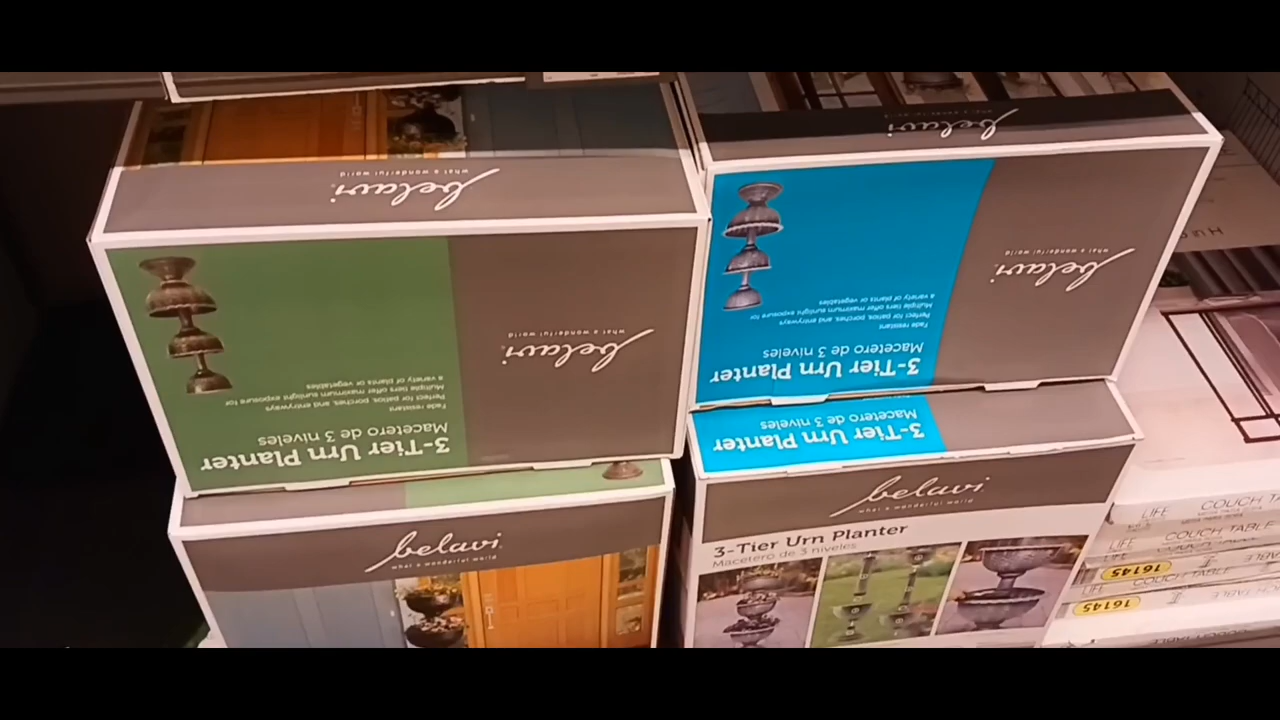 belavi
what a wonderful world
belavi
what a wonderful world
3-Tier Urn Planter
Macetero de 3 niveles
Fade resistant
Perfect for patios, porches, and entryways
Multiple tiers offer maximum sunlight exposure for
a variety of plants or vegetables
belavi
what a wonderful world
belavi
belavi
what a wonderful world
3-Tier Urn Planter
Macetero de 3 niveles
Fade resistant
Perfect for patios, porches, and entryways
Multiple tiers offer maximum sunlight exposure for
a variety of plants or vegetables
3-Tier Urn Planter
Macetero de 3 niveles
belavi
what a wonderful world
3-Tier Urn Planter
Macetero de 3 niveles
LIFE COUCH TA
LIFE COUCH TABLE
LIFE COUCH TABLE
16145
COUCH TABLE
16145